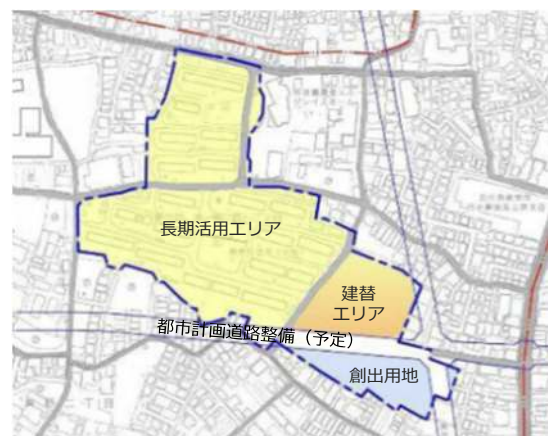 長期活用エリア
建替
エリア
都市計画道路整備（予定）
創出用地